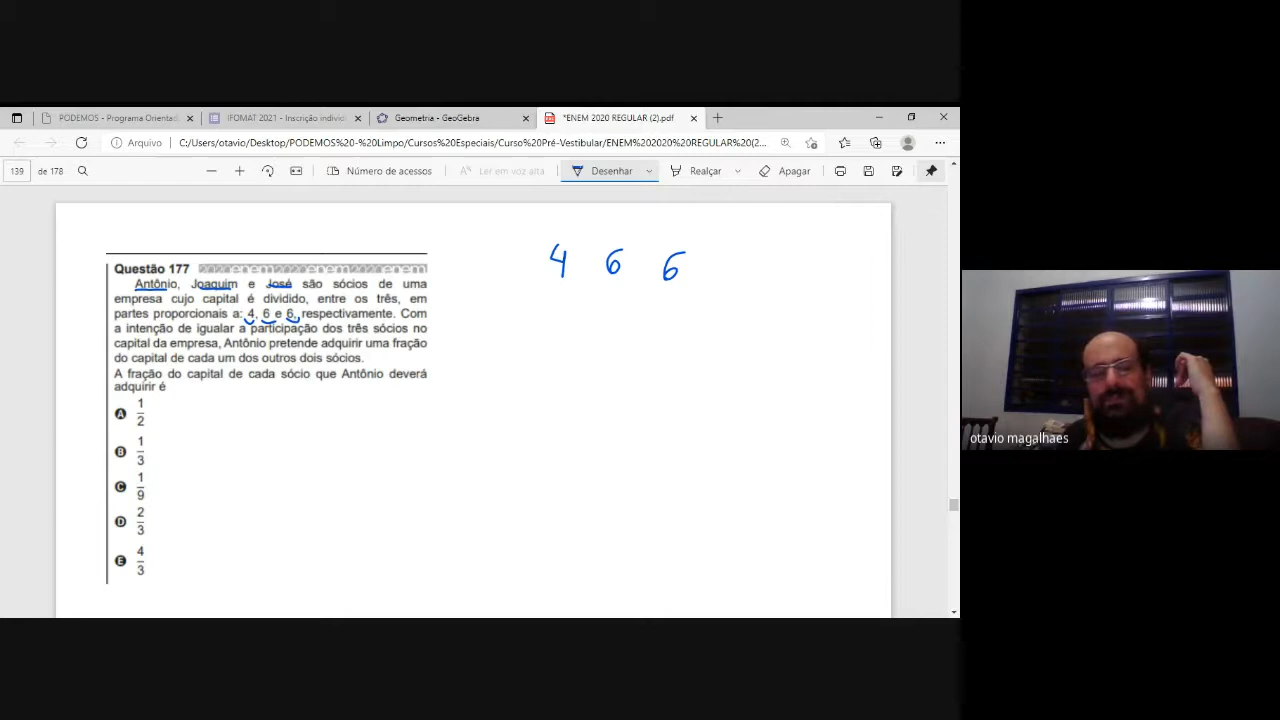 PODEMOS - Programa Orientad
IFOMAT 2021 - Inscrição individ
Geometria - GeoGebra
*ENEM 2020 REGULAR (2).pdf
Arquivo C:/Users/otavio/Desktop/PODEMOS%20-%20Limpo/Cursos%20Especiais/Curso%20Pré-Vestibular/ENEM%202020%20REGULAR%20(2...
139 de 178
Número de acessos
Ler em voz alta
Desenhar
Realçar
Apagar
4 6 6
Questão 177 enem enem enem
Antônio, Joaquim e José são sócios de uma
empresa cujo capital é dividido, entre os três, em
partes proporcionais a: 4, 6 e 6, respectivamente. Com
a intenção de igualar a participação dos três sócios no
capital da empresa, Antônio pretende adquirir uma fração
do capital de cada um dos outros dois sócios.
A fração do capital de cada sócio que Antônio deverá
adquirir é
A 1/2
B 1/3
C 1/9
D 2/3
E 4/3
otavio magalhaes